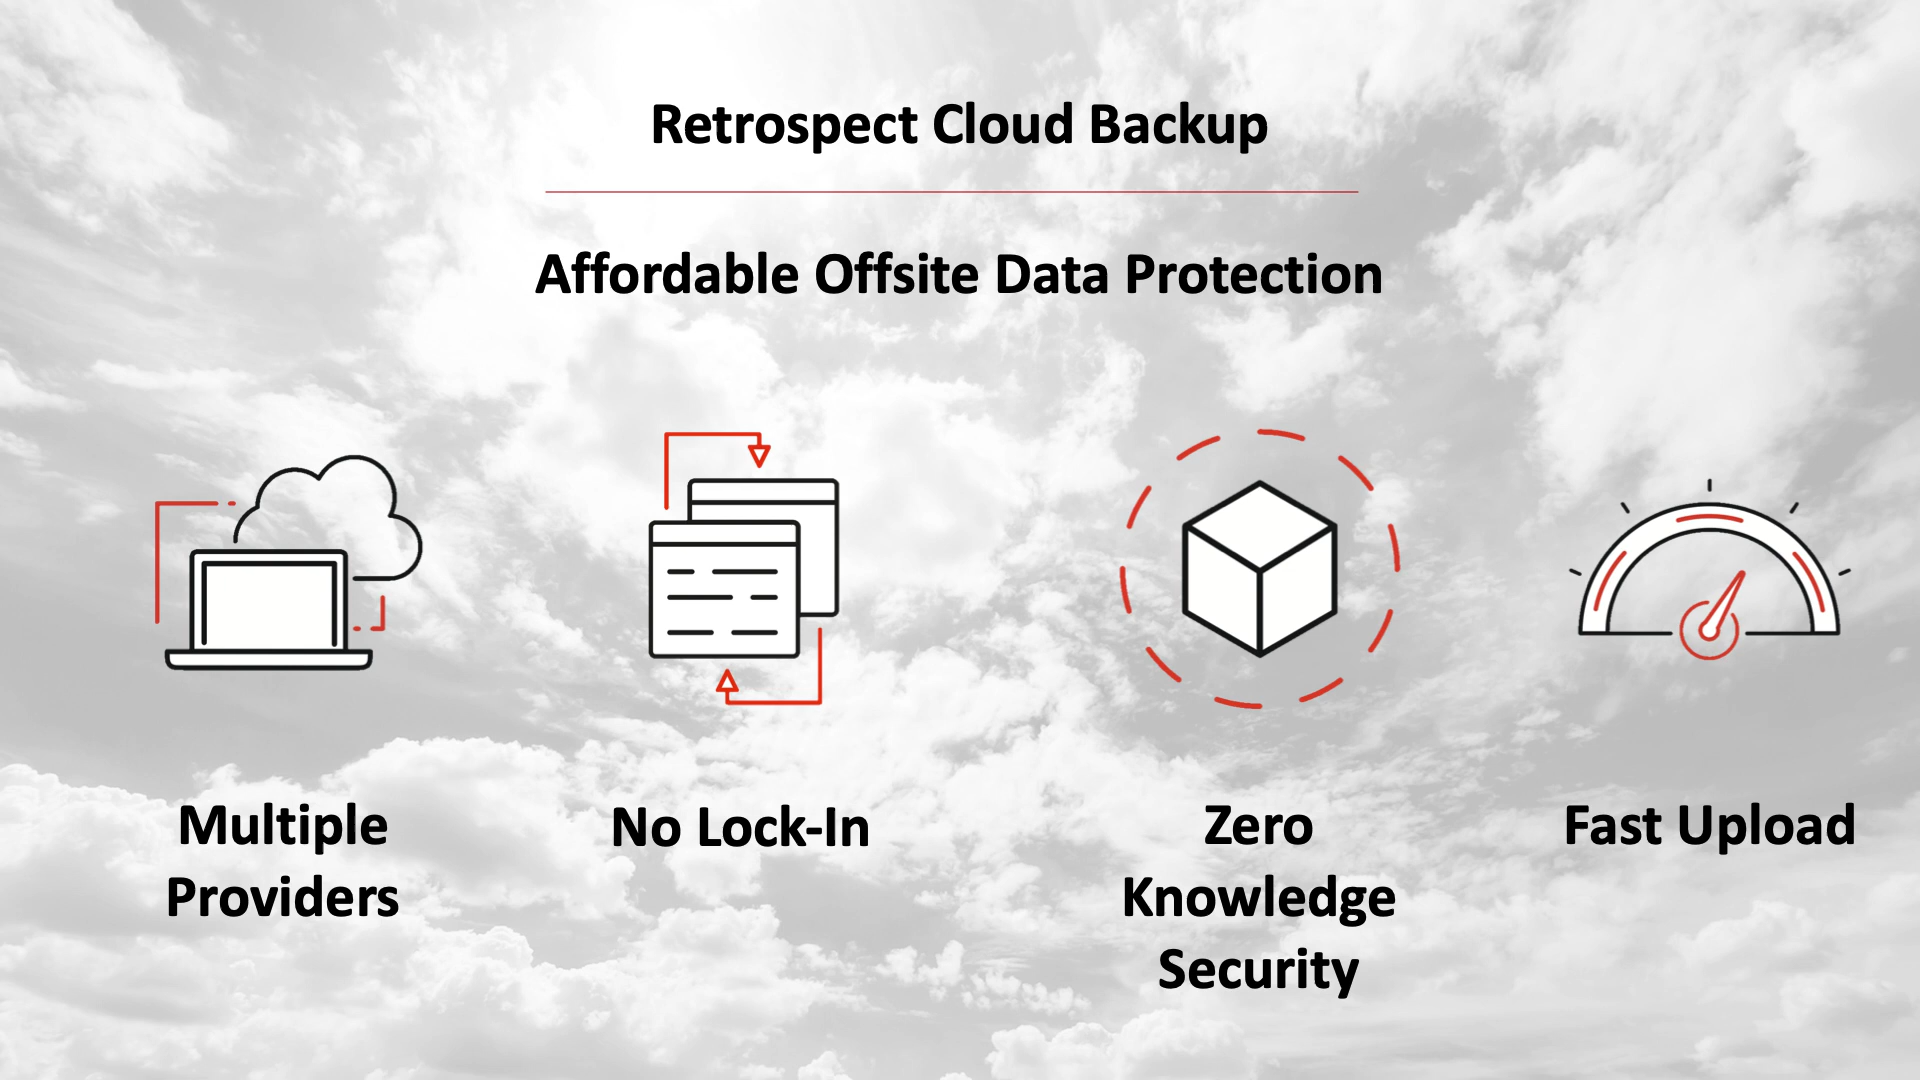 Retrospect Cloud Backup
Affordable Offsite Data Protection
Multiple
Providers
No Lock-In
Zero
Knowledge
Security
Fast Upload